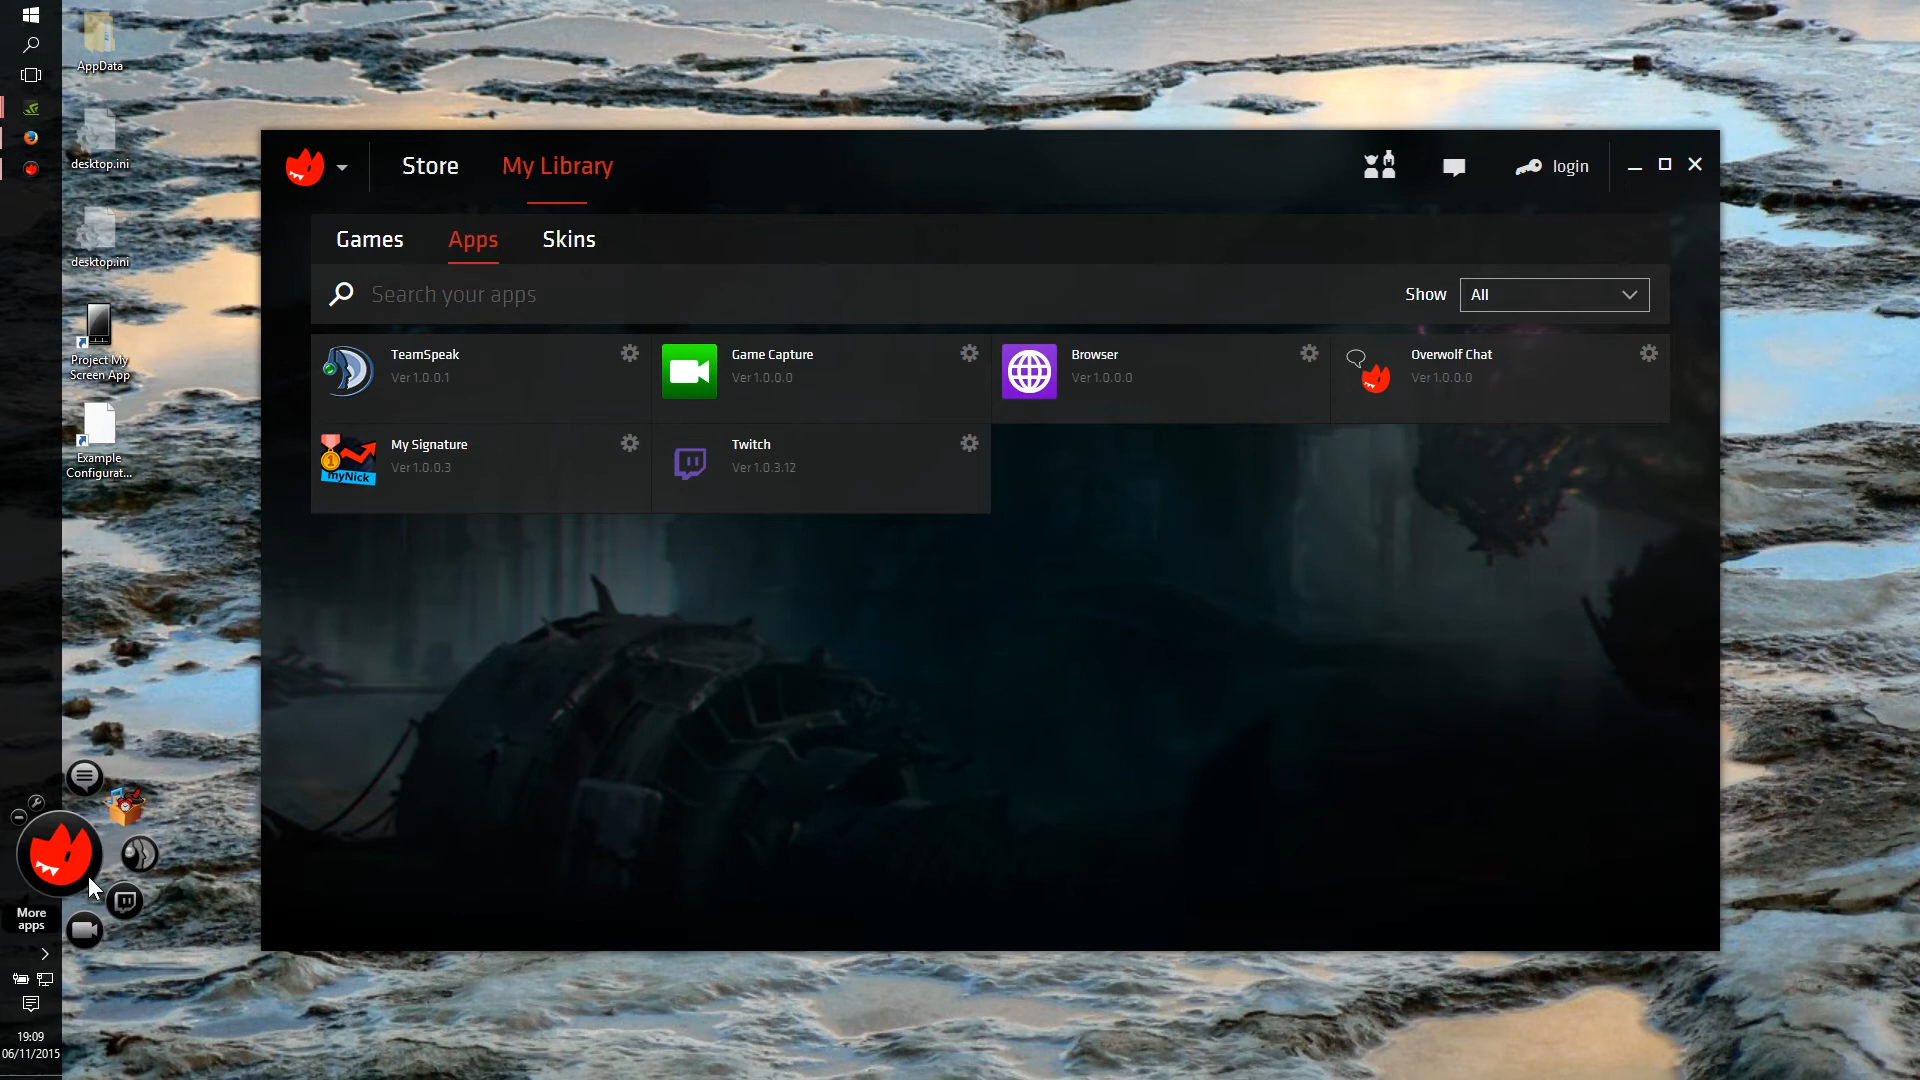 AppData
desktop.ini
desktop.ini
Project My
Screen App
Example
Configurat...
Store
My Library
login
Games
Apps
Skins
Search your apps
Show
All
TeamSpeak
Ver 1.0.0.1
Game Capture
Ver 1.0.0.0
Browser
Ver 1.0.0.0
Overwolf Chat
Ver 1.0.0.0
My Signature
Ver 1.0.0.3
1
myNick
Twitch
Ver 1.0.3.12
More
apps
19:09
06/11/2015